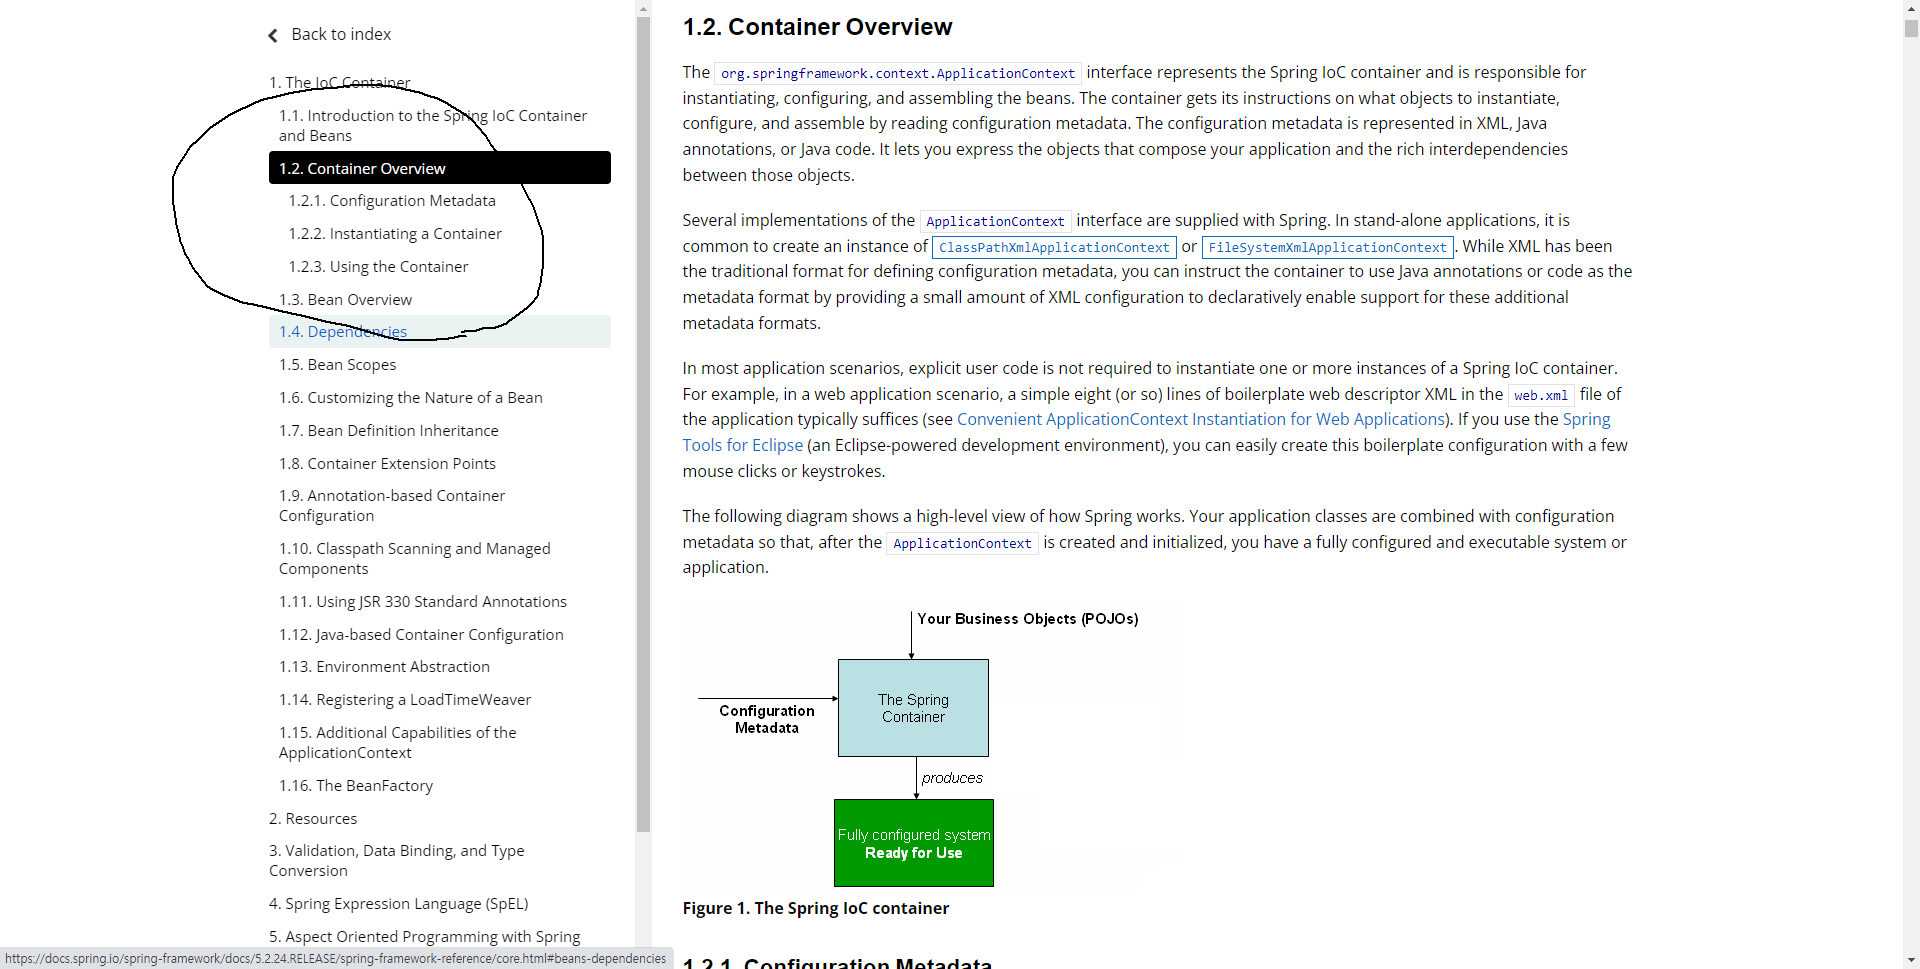 Back to index
1. The IoC Container
1.1. Introduction to the Spring IoC Container
and Beans
1.2. Container Overview
1.2.1. Configuration Metadata
1.2.2. Instantiating a Container
1.2.3. Using the Container
1.3. Bean Overview
1.4. Dependencies
1.5. Bean Scopes
1.6. Customizing the Nature of a Bean
1.7. Bean Definition Inheritance
1.8. Container Extension Points
1.9. Annotation-based Container
Configuration
1.10. Classpath Scanning and Managed
Components
1.11. Using JSR 330 Standard Annotations
1.12. Java-based Container Configuration
1.13. Environment Abstraction
1.14. Registering a LoadTimeWeaver
1.15. Additional Capabilities of the
ApplicationContext
1.16. The BeanFactory
2. Resources
3. Validation, Data Binding, and Type
Conversion
4. Spring Expression Language (SpEL)
5. Aspect Oriented Programming with Spring
https://docs.spring.io/spring-framework/docs/5.2.24.RELEASE/spring-framework-reference/core.html#beans-dependencies
1.2. Container Overview
The org.springframework.context.ApplicationContext interface represents the Spring IoC container and is responsible for
instantiating, configuring, and assembling the beans. The container gets its instructions on what objects to instantiate,
configure, and assemble by reading configuration metadata. The configuration metadata is represented in XML, Java
annotations, or Java code. It lets you express the objects that compose your application and the rich interdependencies
between those objects.
Several implementations of the ApplicationContext interface are supplied with Spring. In stand-alone applications, it is
common to create an instance of ClassPathXmlApplicationContext or FileSystemXmlApplicationContext. While XML has been
the traditional format for defining configuration metadata, you can instruct the container to use Java annotations or code as the
metadata format by providing a small amount of XML configuration to declaratively enable support for these additional
metadata formats.
In most application scenarios, explicit user code is not required to instantiate one or more instances of a Spring IoC container.
For example, in a web application scenario, a simple eight (or so) lines of boilerplate web descriptor XML in the web.xml file of
the application typically suffices (see Convenient ApplicationContext Instantiation for Web Applications). If you use the Spring
Tools for Eclipse (an Eclipse-powered development environment), you can easily create this boilerplate configuration with a few
mouse clicks or keystrokes.
The following diagram shows a high-level view of how Spring works. Your application classes are combined with configuration
metadata so that, after the ApplicationContext is created and initialized, you have a fully configured and executable system or
application.
Your Business Objects (POJOs)
The Spring
Container
Configuration
Metadata
produces
Fully configured system
Ready for Use
Figure 1. The Spring IoC container
1.2.1. Configuration Metadata